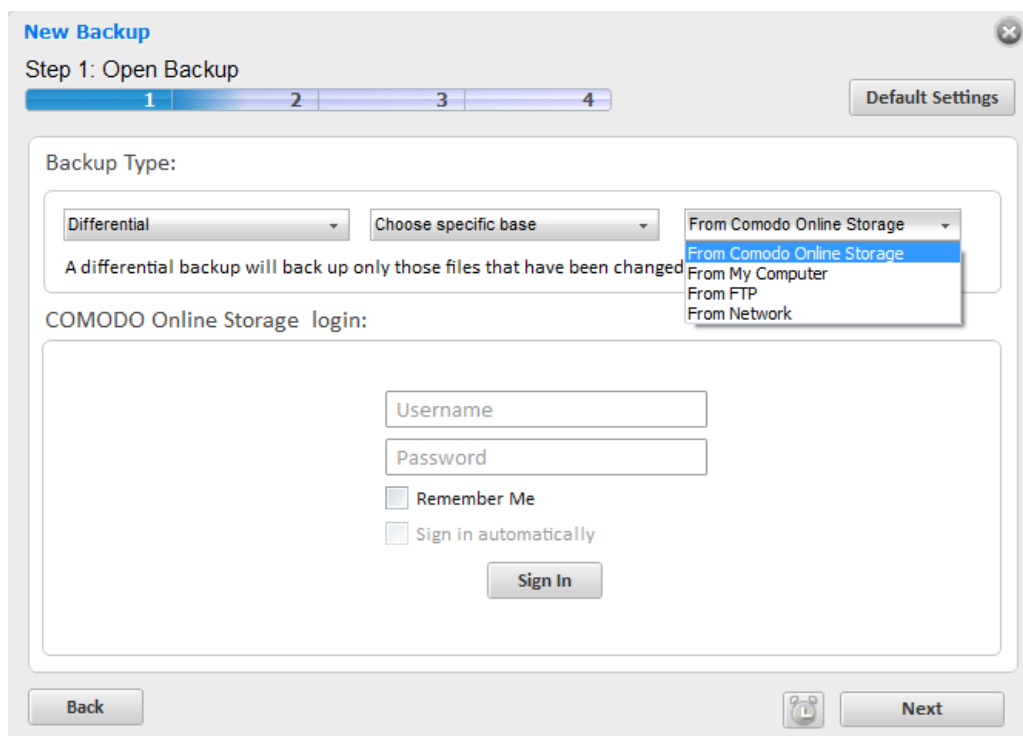 New Backup
Step 1: Open Backup
1 2 3 4
Default Settings
Backup Type:
Differential
Choose specific base
From Comodo Online Storage
From Comodo Online Storage
From My Computer
From FTP
From Network
A differential backup will back up only those files that have been changed
COMODO Online Storage login:
Username
Password
Remember Me
Sign in automatically
Sign In
Back
Next